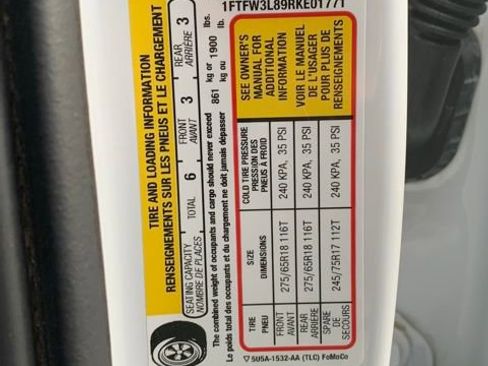 1FTFW3L89RKE01771
TIRE AND LOADING INFORMATION
RENSEIGNEMENTS SUR LES PNEUS ET LE CHARGEMENT
SEATING CAPACITY
NOMBRE DE PLACES
TOTAL 6
FRONT
AVANT 3
REAR
ARRIÈRE 3
The combined weight of occupants and cargo should never exceed 861 kg or 1900 lbs.
Le poids total des occupants et du chargement ne doit jamais dépasser kg ou lb.
TIRE
PNEU
SIZE
DIMENSIONS
COLD TIRE PRESSURE
PRESSION DES
PNEUS À FROID
FRONT
AVANT
275/65R18 116T
240 KPA, 35 PSI
REAR
ARRIÈRE
275/65R18 116T
240 KPA, 35 PSI
SPARE
DE
SECOURS
245/75R17 112T
240 KPA, 35 PSI
SEE OWNER'S
MANUAL FOR
ADDITIONAL
INFORMATION
VOIR LE MANUEL
DE L'USAGER
POUR PLUS DE
RENSEIGNEMENTS
5U5A-1532-AA (TLC) FoMoCo